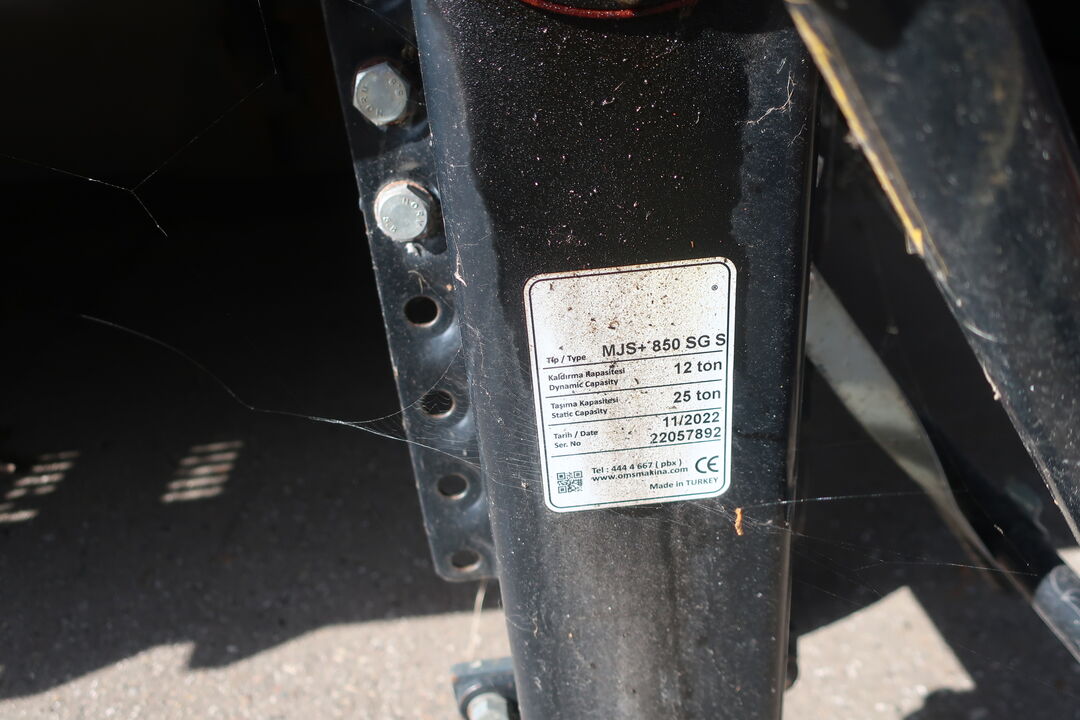 Tip / Type MJS+ 850 SG S
Kaldırma Kapasitesi
Dynamic Capasity 12 ton
Taşıma Kapasitesi
Static Capasity 25 ton
Tarih / Date 11/2022
Ser. No 22057892
Tel : 444 4 667 ( pbx )
www.omsmakina.com CE
Made in TURKEY